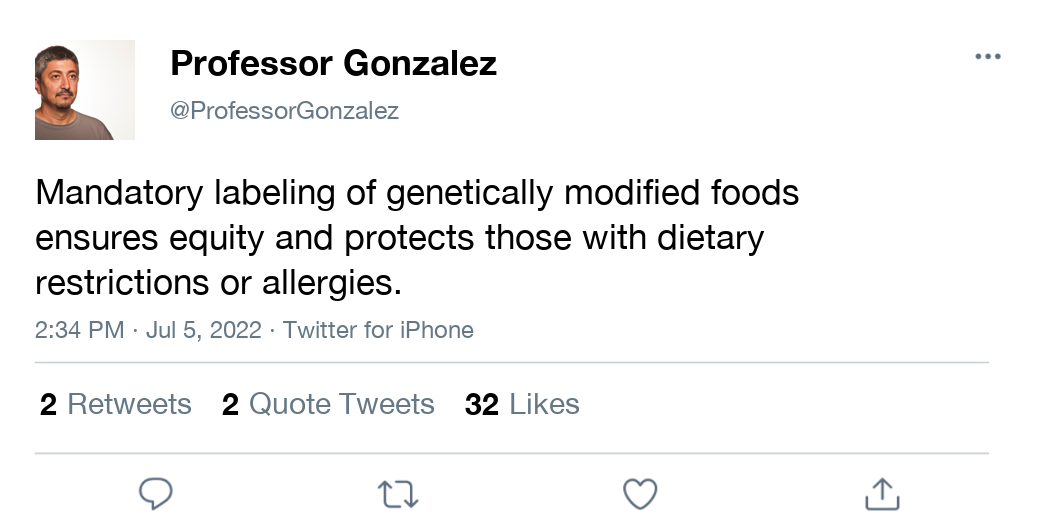 Professor Gonzalez
@ProfessorGonzalez
Mandatory labeling of genetically modified foods
ensures equity and protects those with dietary
restrictions or allergies.
2:34 PM · Jul 5, 2022 · Twitter for iPhone
2 Retweets 2 Quote Tweets 32 Likes